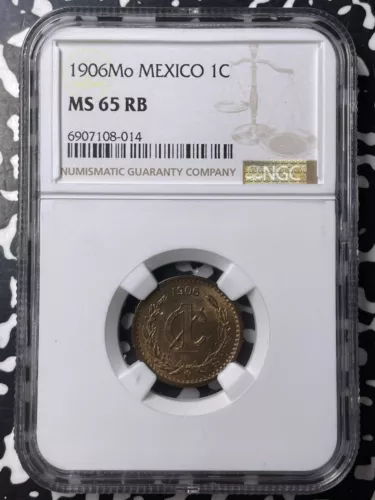 1906Mo MEXICO 1C
MS 65 RB
6907108-014
NUMISMATIC GUARANTY COMPANY
NGC
1906
1C